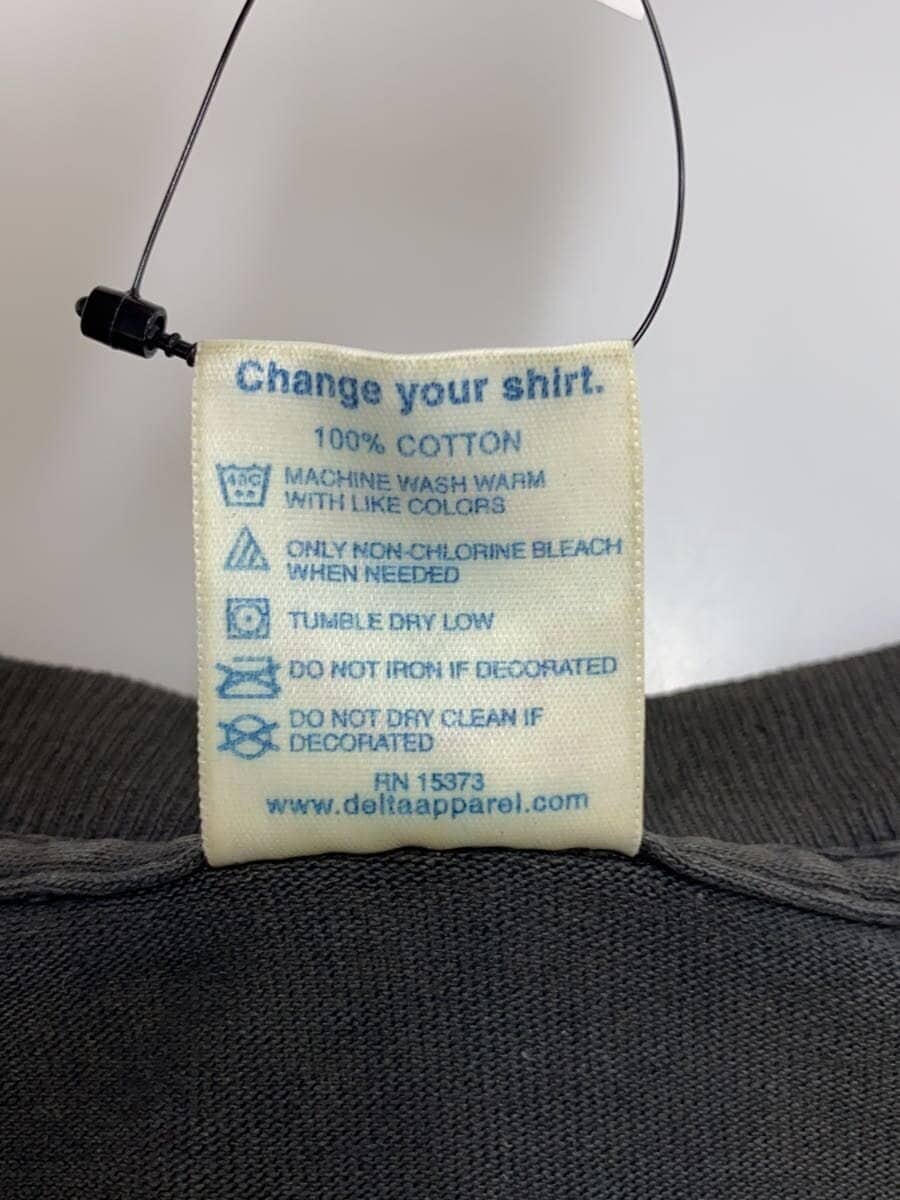 Change your shirt.
100% COTTON
40C
MACHINE WASH WARM
WITH LIKE COLORS
ONLY NON-CHLORINE BLEACH
WHEN NEEDED
TUMBLE DRY LOW
DO NOT IRON IF DECORATED
DO NOT DRY CLEAN IF
DECORATED
RN 15373
www.deltaapparel.com